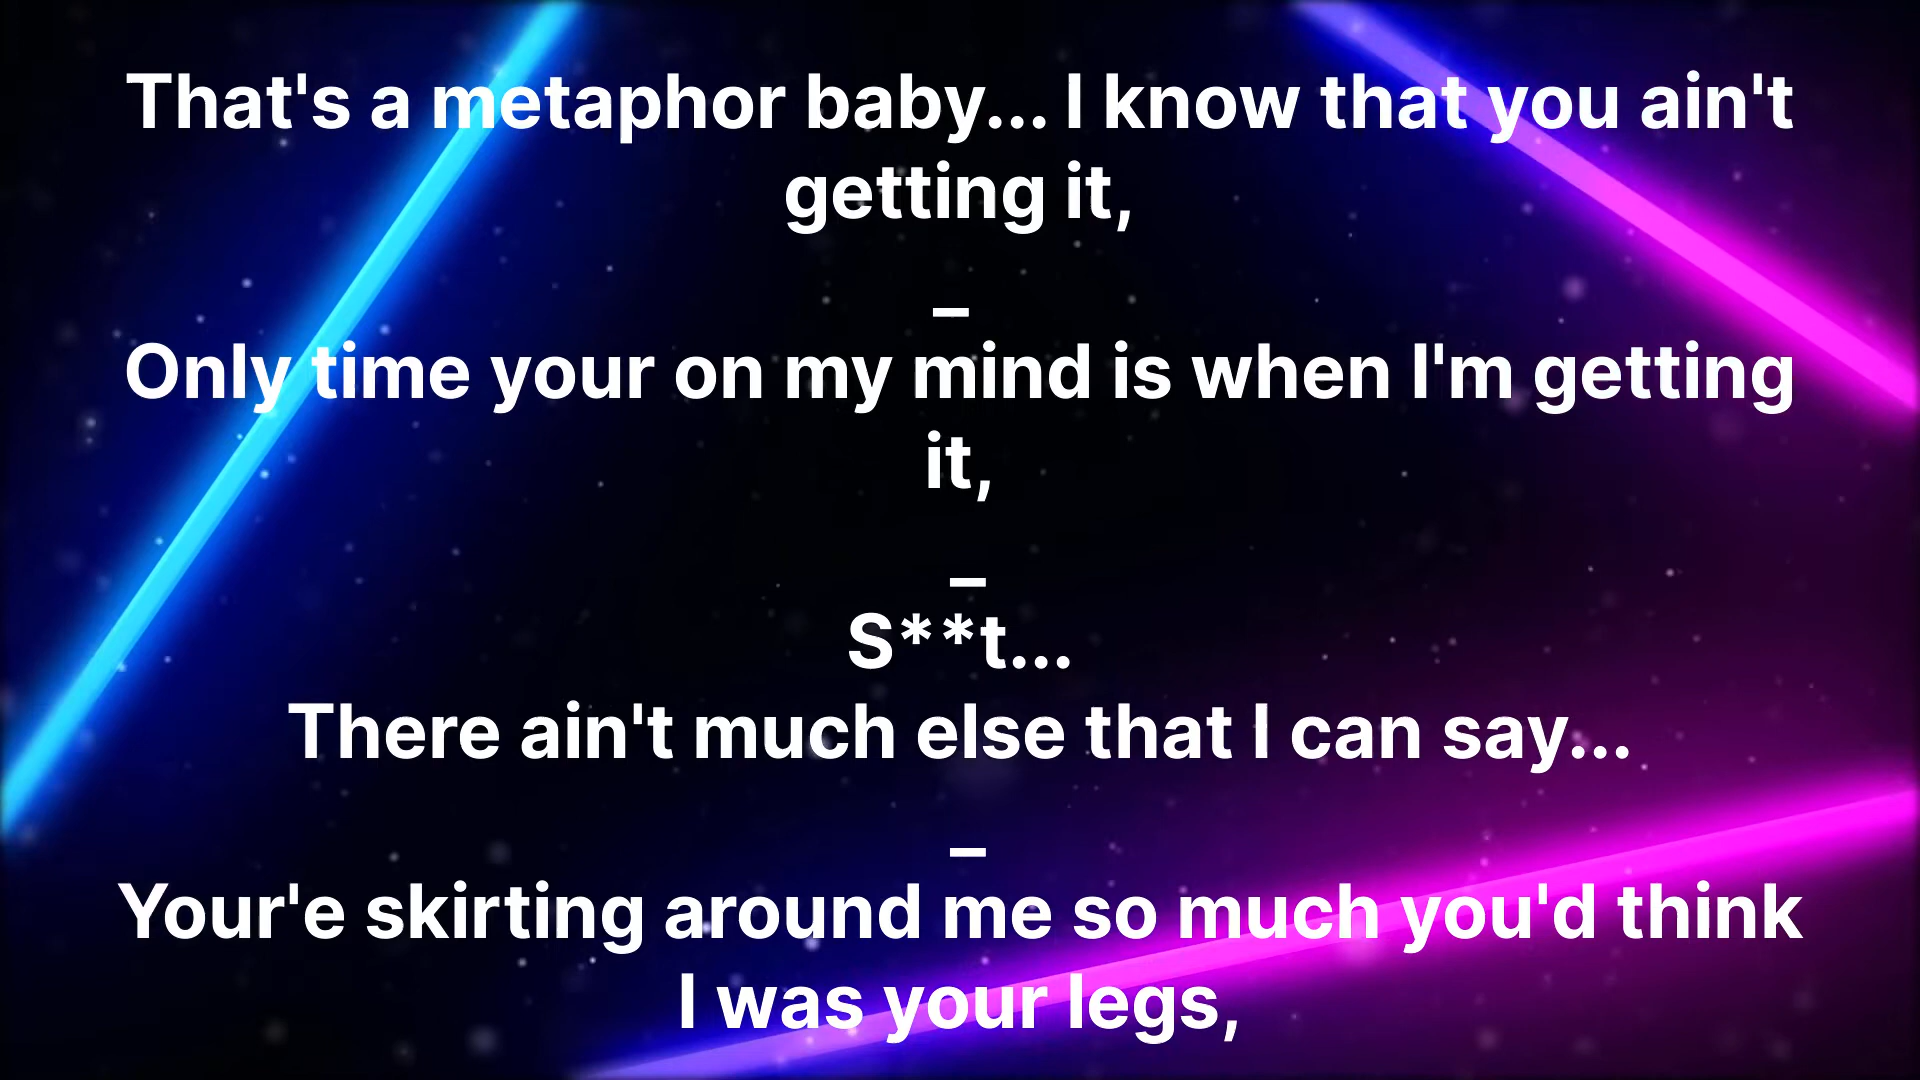 That's a metaphor baby... I know that you ain't
getting it,
_
Only time your on my mind is when I'm getting
it,
_
S**t...
There ain't much else that I can say...
_
Your'e skirting around me so much you'd think
I was your legs,